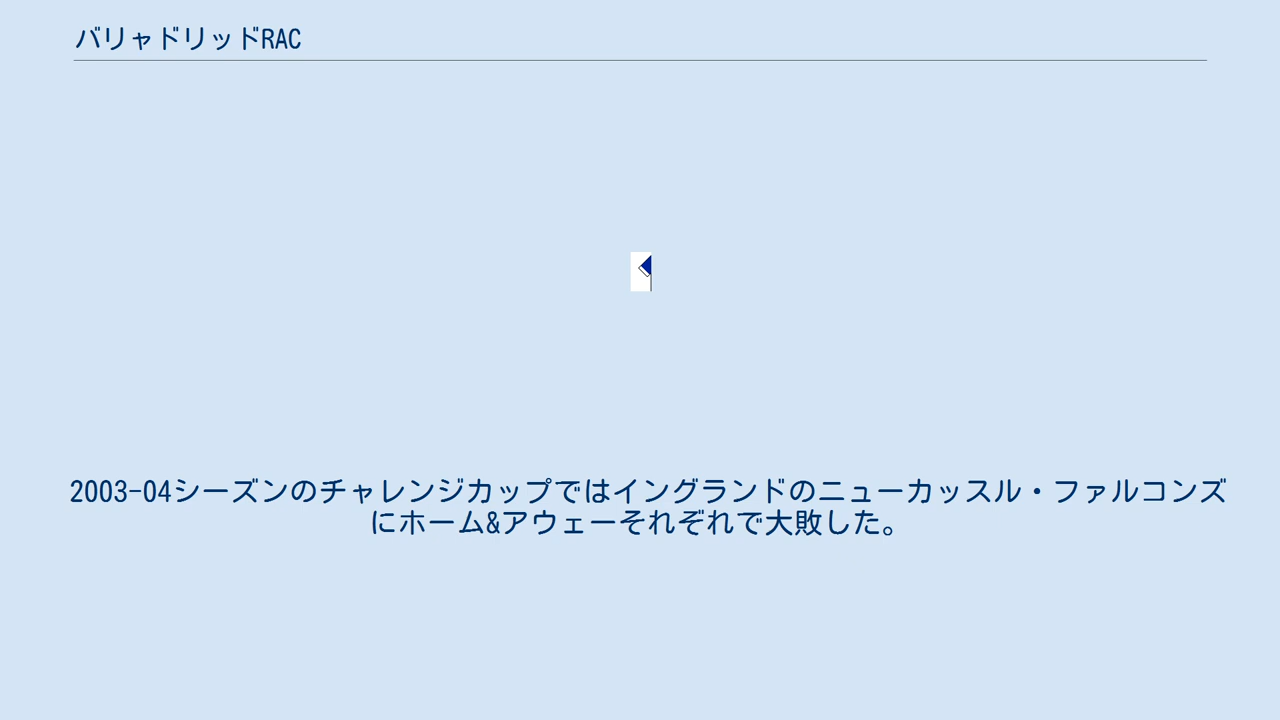 バリャドリッドRAC
2003-04シーズンのチャレンジカップではイングランドのニューカッスル・ファルコンズ
にホーム&アウェーそれぞれで大敗した。